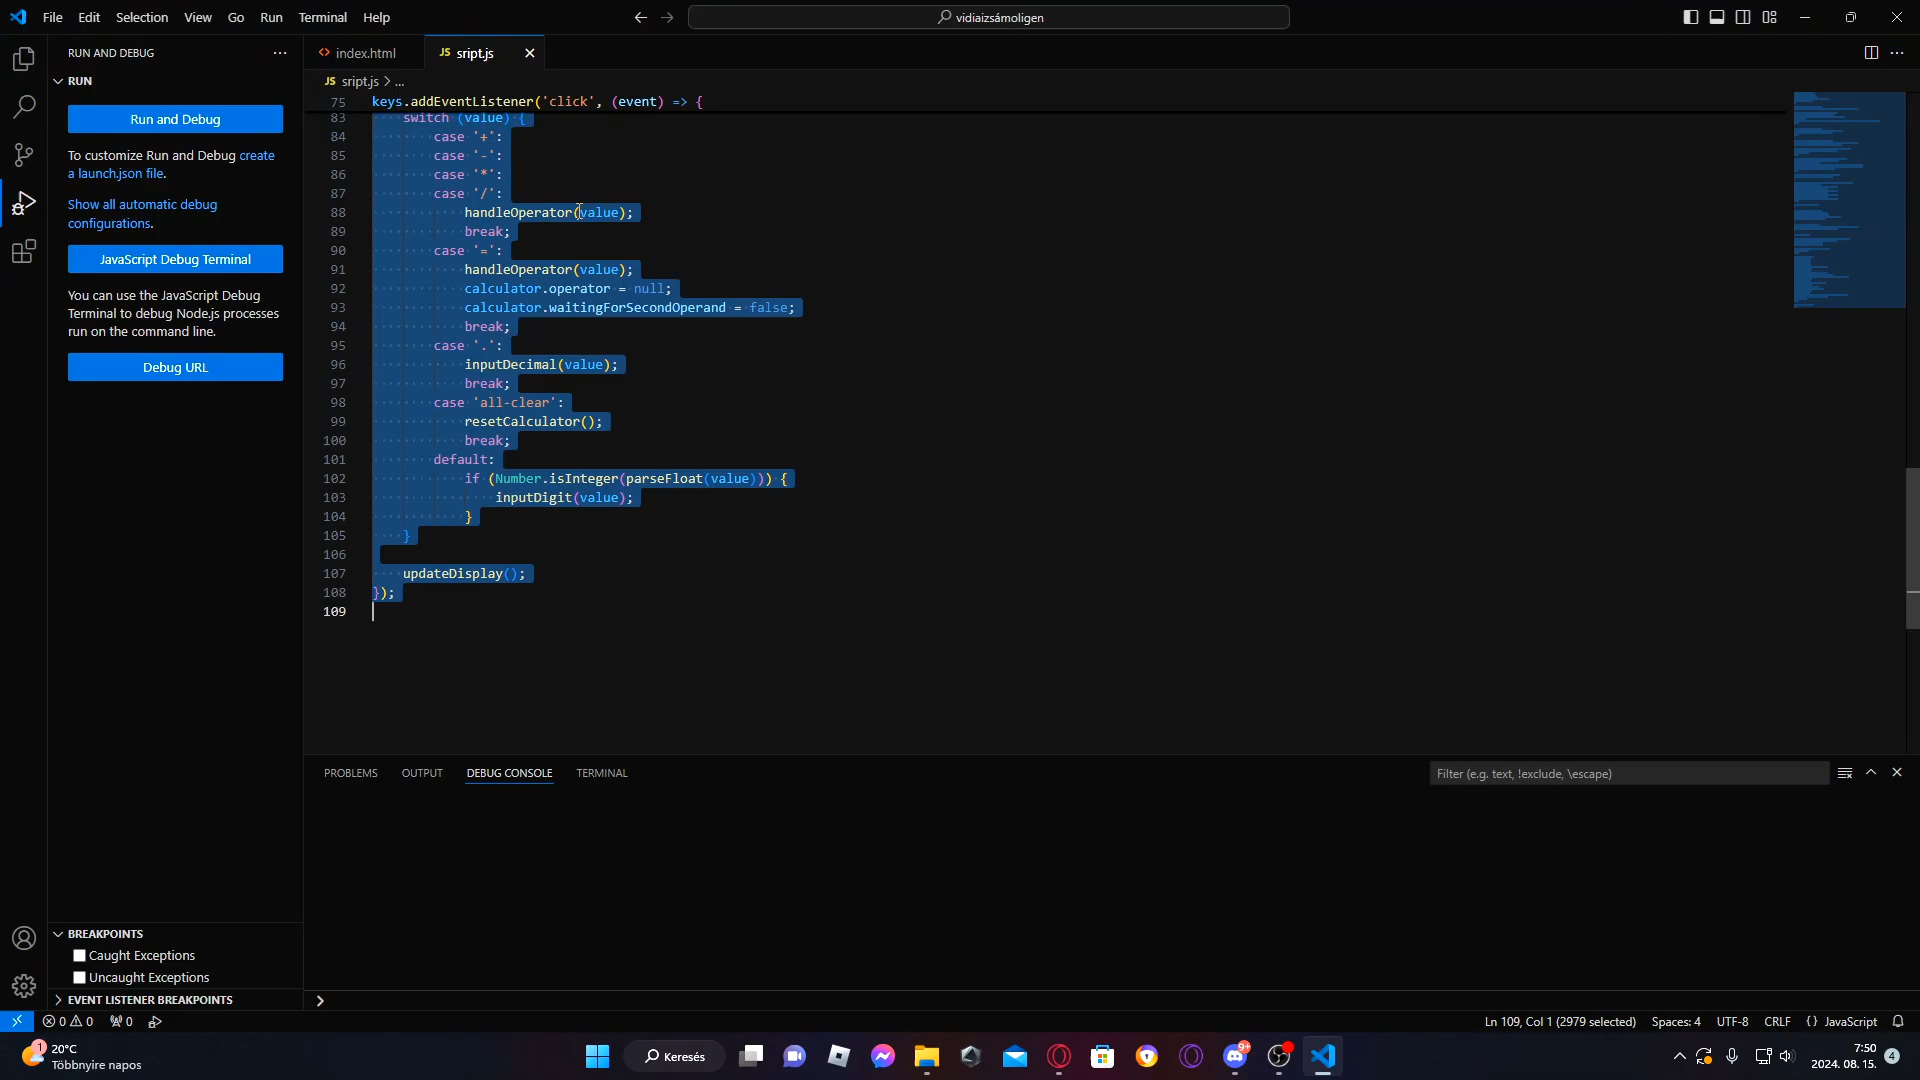 File Edit Selection View Go Run Terminal Help
vidiaizsámoligen
RUN AND DEBUG
RUN
Run and Debug
To customize Run and Debug create
a launch.json file.
Show all automatic debug
configurations.
JavaScript Debug Terminal
You can use the JavaScript Debug
Terminal to debug Node.js processes
run on the command line.
Debug URL
BREAKPOINTS
Caught Exceptions
Uncaught Exceptions
EVENT LISTENER BREAKPOINTS
index.html
JS sript.js
JS sript.js > ...
75 keys.addEventListener('click', (event) => {
83 switch (value) {
84 case '+':
85 case '-':
86 case '*':
87 case '/':
88 handleOperator(value);
89 break;
90 case '=':
91 handleOperator(value);
92 calculator.operator = null;
93 calculator.waitingForSecondOperand = false;
94 break;
95 case '.':
96 inputDecimal(value);
97 break;
98 case 'all-clear':
99 resetCalculator();
100 break;
101 default:
102 if (Number.isInteger(parseFloat(value))) {
103 inputDigit(value);
104 }
105 }
106
107 updateDisplay();
108 });
109
PROBLEMS OUTPUT DEBUG CONSOLE TERMINAL
Filter (e.g. text, !exclude, \escape)
0 0 0
Ln 109, Col 1 (2979 selected) Spaces: 4 UTF-8 CRLF {} JavaScript
1
20°C
Többnyire napos
Keresés
9+
7:50
2024. 08. 15.
4